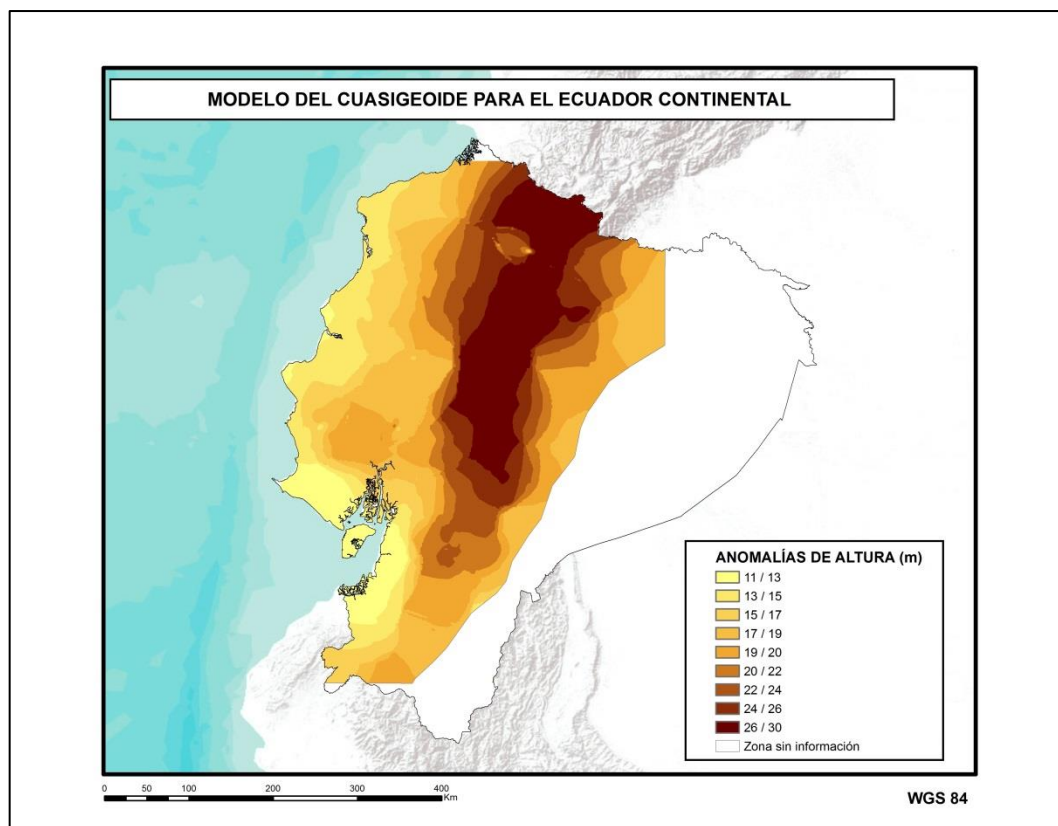 MODELO DEL CUASIGEOIDE PARA EL ECUADOR CONTINENTAL
ANOMALÍAS DE ALTURA (m)
11 / 13
13 / 15
15 / 17
17 / 19
19 / 20
20 / 22
22 / 24
24 / 26
26 / 30
Zona sin información
0 50 100 200 300 400
Km
WGS 84